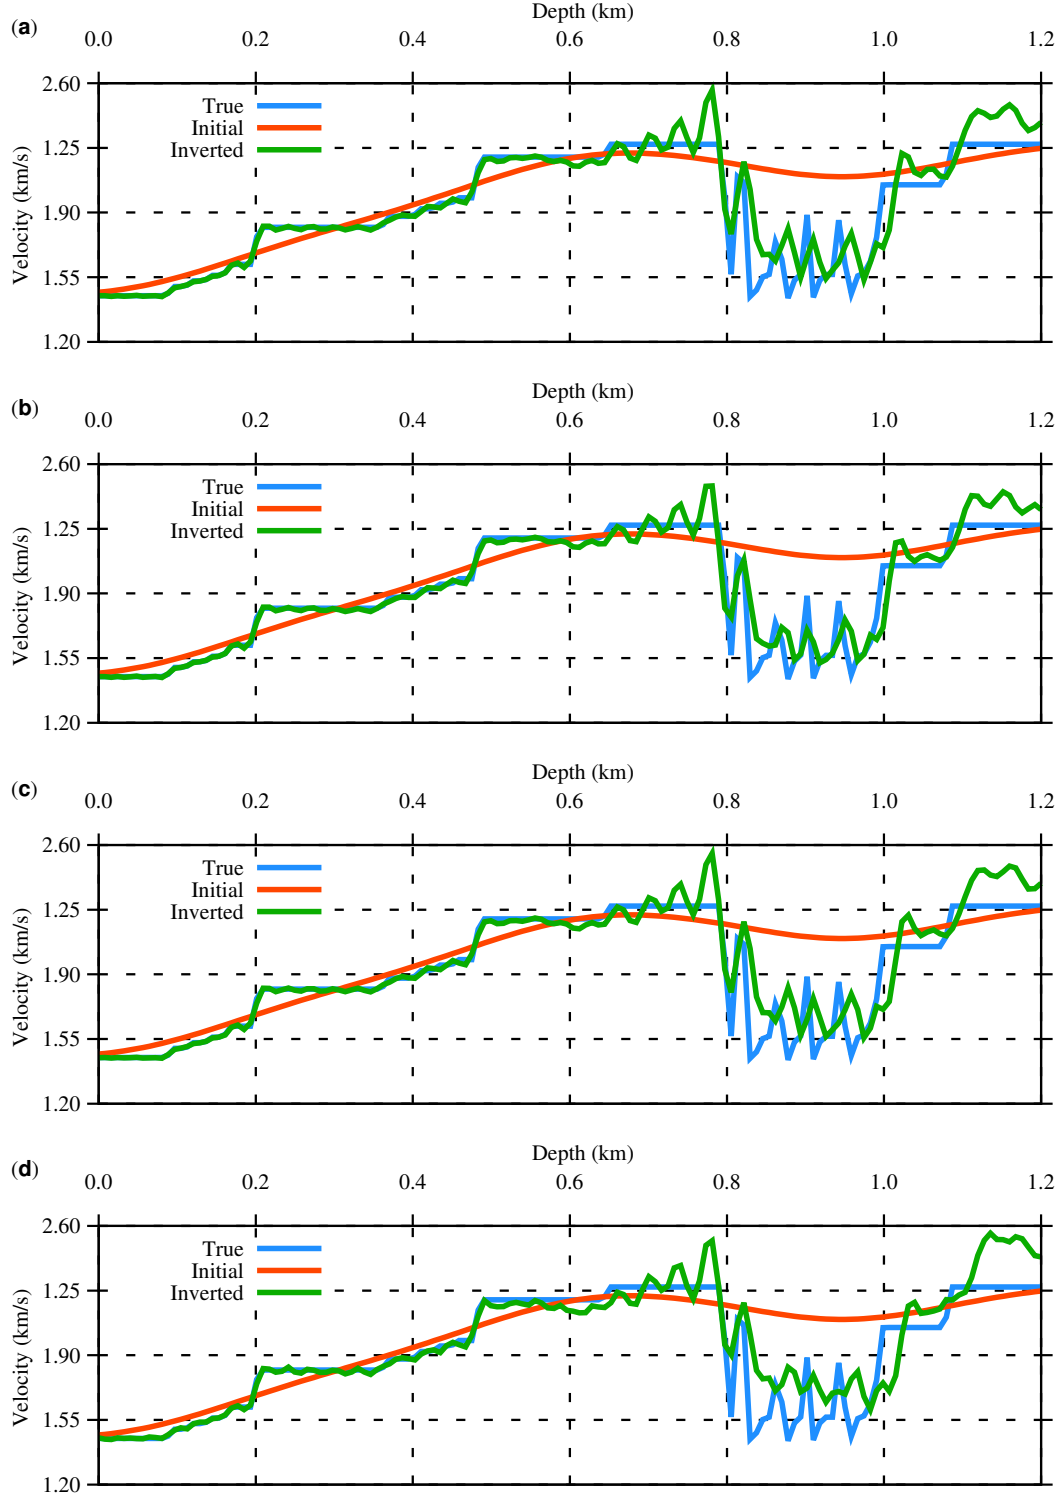 (a)
Depth (km)
0.0 0.2 0.4 0.6 0.8 1.0 1.2
2.60
1.25
1.90
1.55
1.20
Velocity (km/s)
True
Initial
Inverted
(b)
Depth (km)
0.0 0.2 0.4 0.6 0.8 1.0 1.2
2.60
1.25
1.90
1.55
1.20
Velocity (km/s)
True
Initial
Inverted
(c)
Depth (km)
0.0 0.2 0.4 0.6 0.8 1.0 1.2
2.60
1.25
1.90
1.55
1.20
Velocity (km/s)
True
Initial
Inverted
(d)
Depth (km)
0.0 0.2 0.4 0.6 0.8 1.0 1.2
2.60
1.25
1.90
1.55
1.20
Velocity (km/s)
True
Initial
Inverted